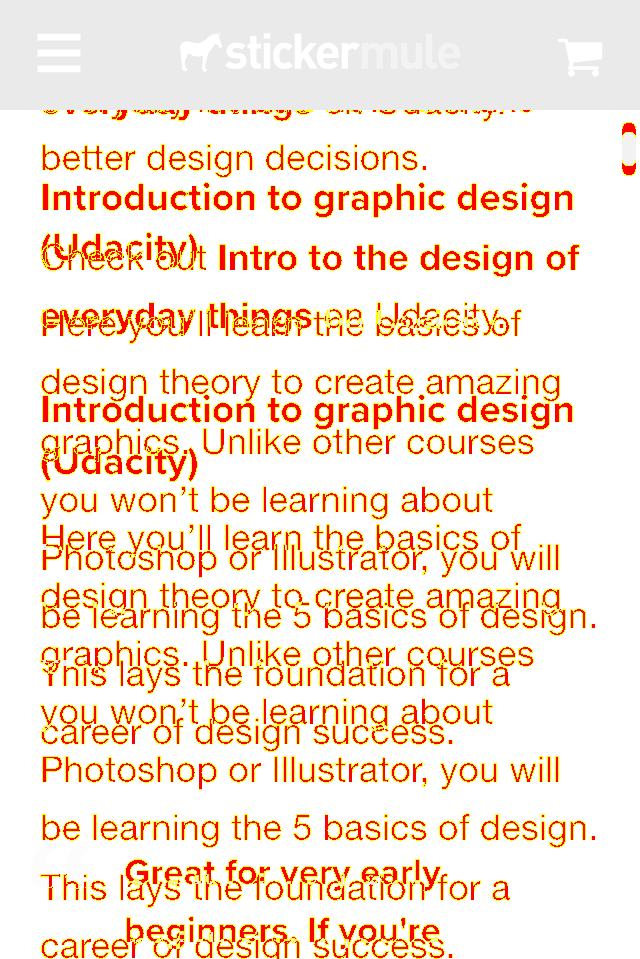 stickermule
everyday things on Udacity.
better design decisions.
Introduction to graphic design
(Udacity)
Check out Intro to the design of
everyday things on Udacity.
Here you’ll learn the basics of
design theory to create amazing
Introduction to graphic design
graphics. Unlike other courses
(Udacity)
you won’t be learning about
Here you’ll learn the basics of
Photoshop or Illustrator, you will
design theory to create amazing
be learning the 5 basics of design.
graphics. Unlike other courses
This lays the foundation for a
you won’t be learning about
career of design success.
Photoshop or Illustrator, you will
be learning the 5 basics of design.
Great for very early
This lays the foundation for a
beginners. If you’re
career of design success.